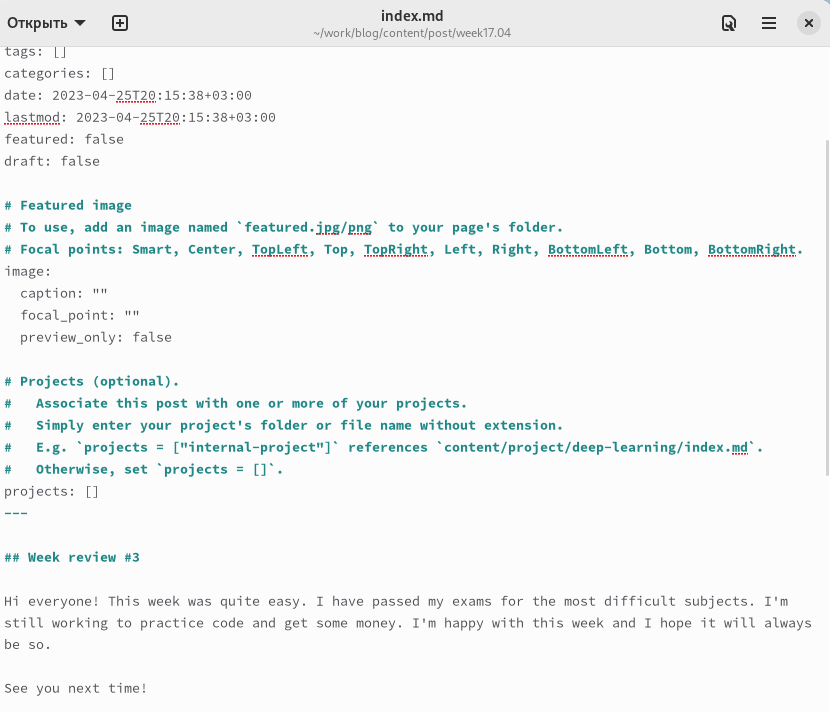 Открыть
index.md
~/work/blog/content/post/week17.04
tags: []
categories: []
date: 2023-04-25T20:15:38+03:00
lastmod: 2023-04-25T20:15:38+03:00
featured: false
draft: false
# Featured image
# To use, add an image named `featured.jpg/png` to your page's folder.
# Focal points: Smart, Center, TopLeft, Top, TopRight, Left, Right, BottomLeft, Bottom, BottomRight.
image:
  caption: ""
  focal_point: ""
  preview_only: false
# Projects (optional).
#   Associate this post with one or more of your projects.
#   Simply enter your project's folder or file name without extension.
#   E.g. `projects = ["internal-project"]` references `content/project/deep-learning/index.md`.
#   Otherwise, set `projects = []`.
projects: []
---
## Week review #3
Hi everyone! This week was quite easy. I have passed my exams for the most difficult subjects. I'm
still working to practice code and get some money. I'm happy with this week and I hope it will always
be so.
See you next time!